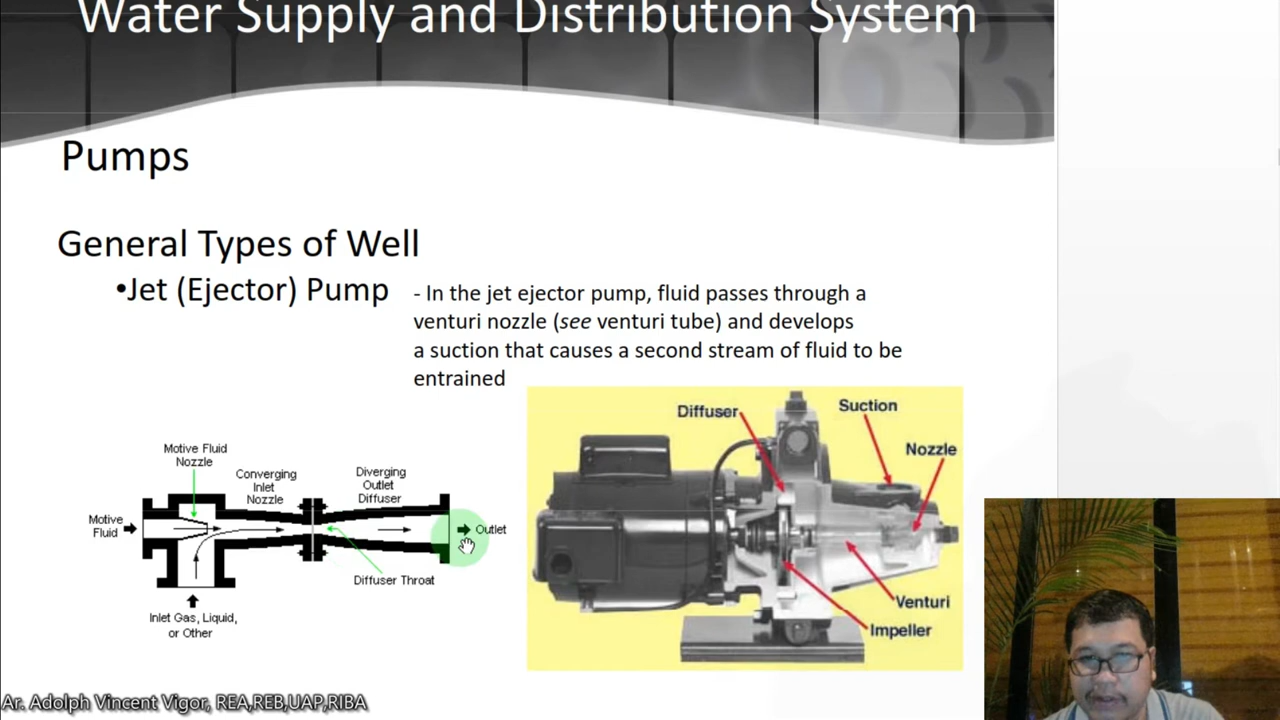 Water Supply and Distribution System
Pumps
General Types of Well
•Jet (Ejector) Pump
- In the jet ejector pump, fluid passes through a
venturi nozzle (see venturi tube) and develops
a suction that causes a second stream of fluid to be
entrained
Motive Fluid
Nozzle
Converging
Inlet
Nozzle
Diverging
Outlet
Diffuser
Motive
Fluid
Outlet
Diffuser Throat
Inlet Gas, Liquid,
or Other
Diffuser
Suction
Nozzle
Venturi
Impeller
Ar. Adolph Vincent Vigor, REA,REB,UAP,RIBA